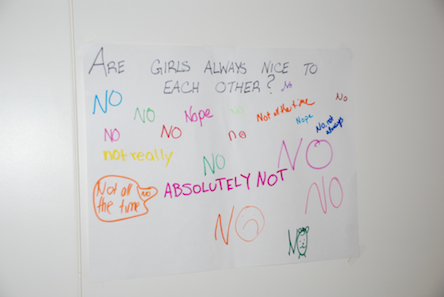 ARE GIRLS ALWAYS NICE TO
EACH OTHER?
No
NO
NO
Nope
No
Not all the time
No
Nope
No, not
always
NO
NO
no
not really
NO
NO
Not all
the time
no
ABSOLUTELY NOT
NO
NO
NO